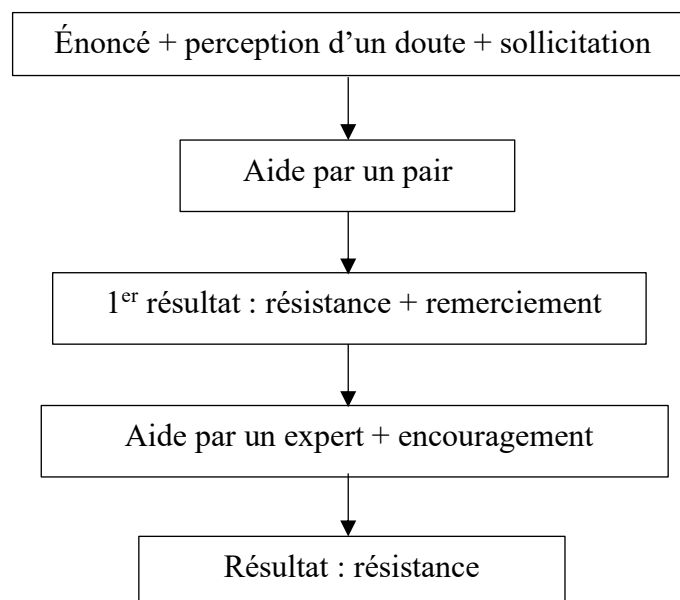 Énoncé + perception d’un doute + sollicitation
Aide par un pair
1er résultat : résistance + remerciement
Aide par un expert + encouragement
Résultat : résistance